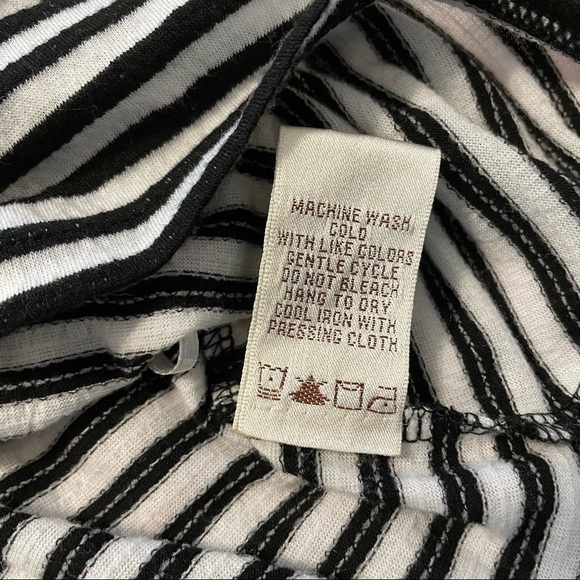 MACHINE WASH
COLD
WITH LIKE COLORS
GENTLE CYCLE
DO NOT BLEACH
HANG TO DRY
COOL IRON WITH
PRESSING CLOTH